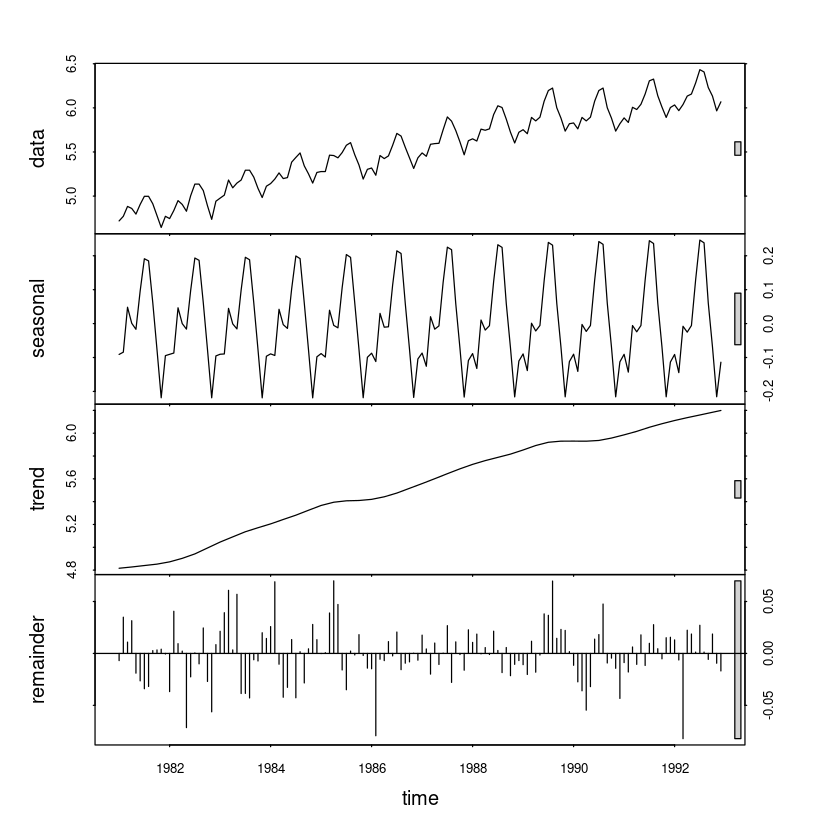 data
5.0 5.5 6.0 6.5
seasonal
-0.2 -0.1 0.0 0.1 0.2
trend
4.8 5.2 5.6 6.0
remainder
-0.05 0.00 0.05
1982 1984 1986 1988 1990 1992
time